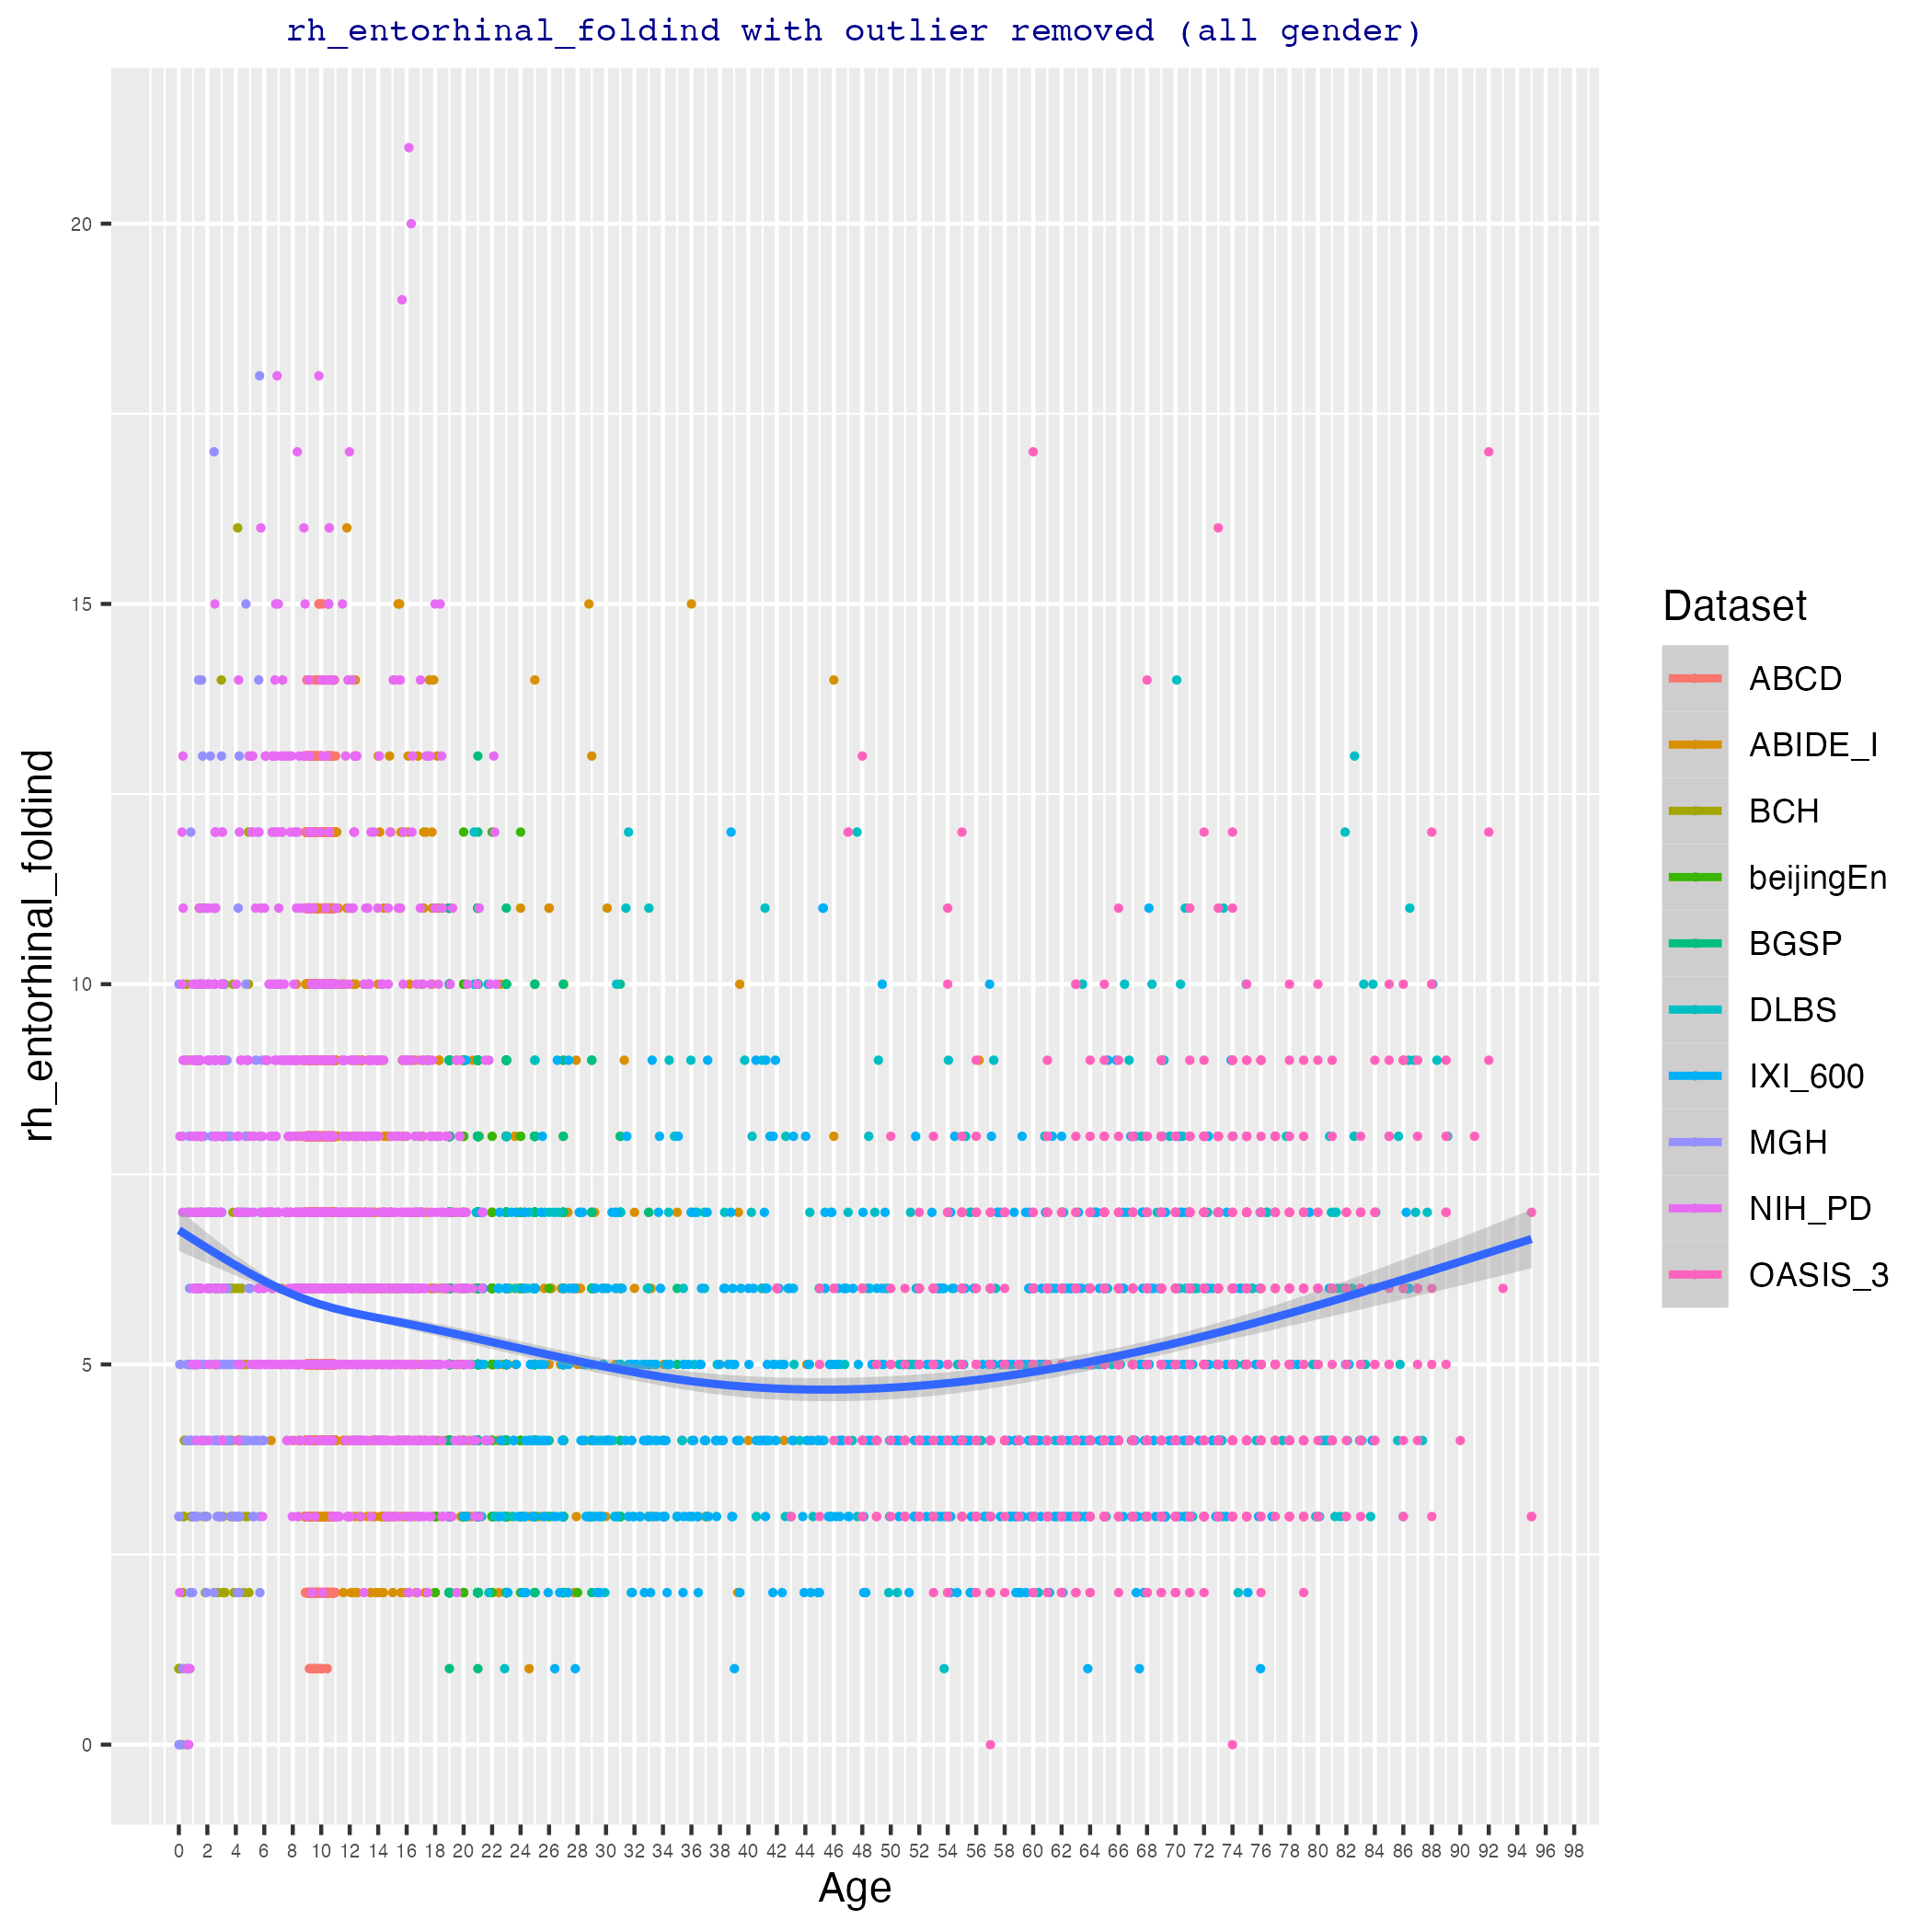 rh_entorhinal_foldind with outlier removed (all gender)
rh_entorhinal_foldind
20
15
10
5
0
0 2 4 6 8 10 12 14 16 18 20 22 24 26 28 30 32 34 36 38 40 42 44 46 48 50 52 54 56 58 60 62 64 66 68 70 72 74 76 78 80 82 84 86 88 90 92 94 96 98
Age
Dataset
ABCD
ABIDE_I
BCH
beijingEn
BGSP
DLBS
IXI_600
MGH
NIH_PD
OASIS_3